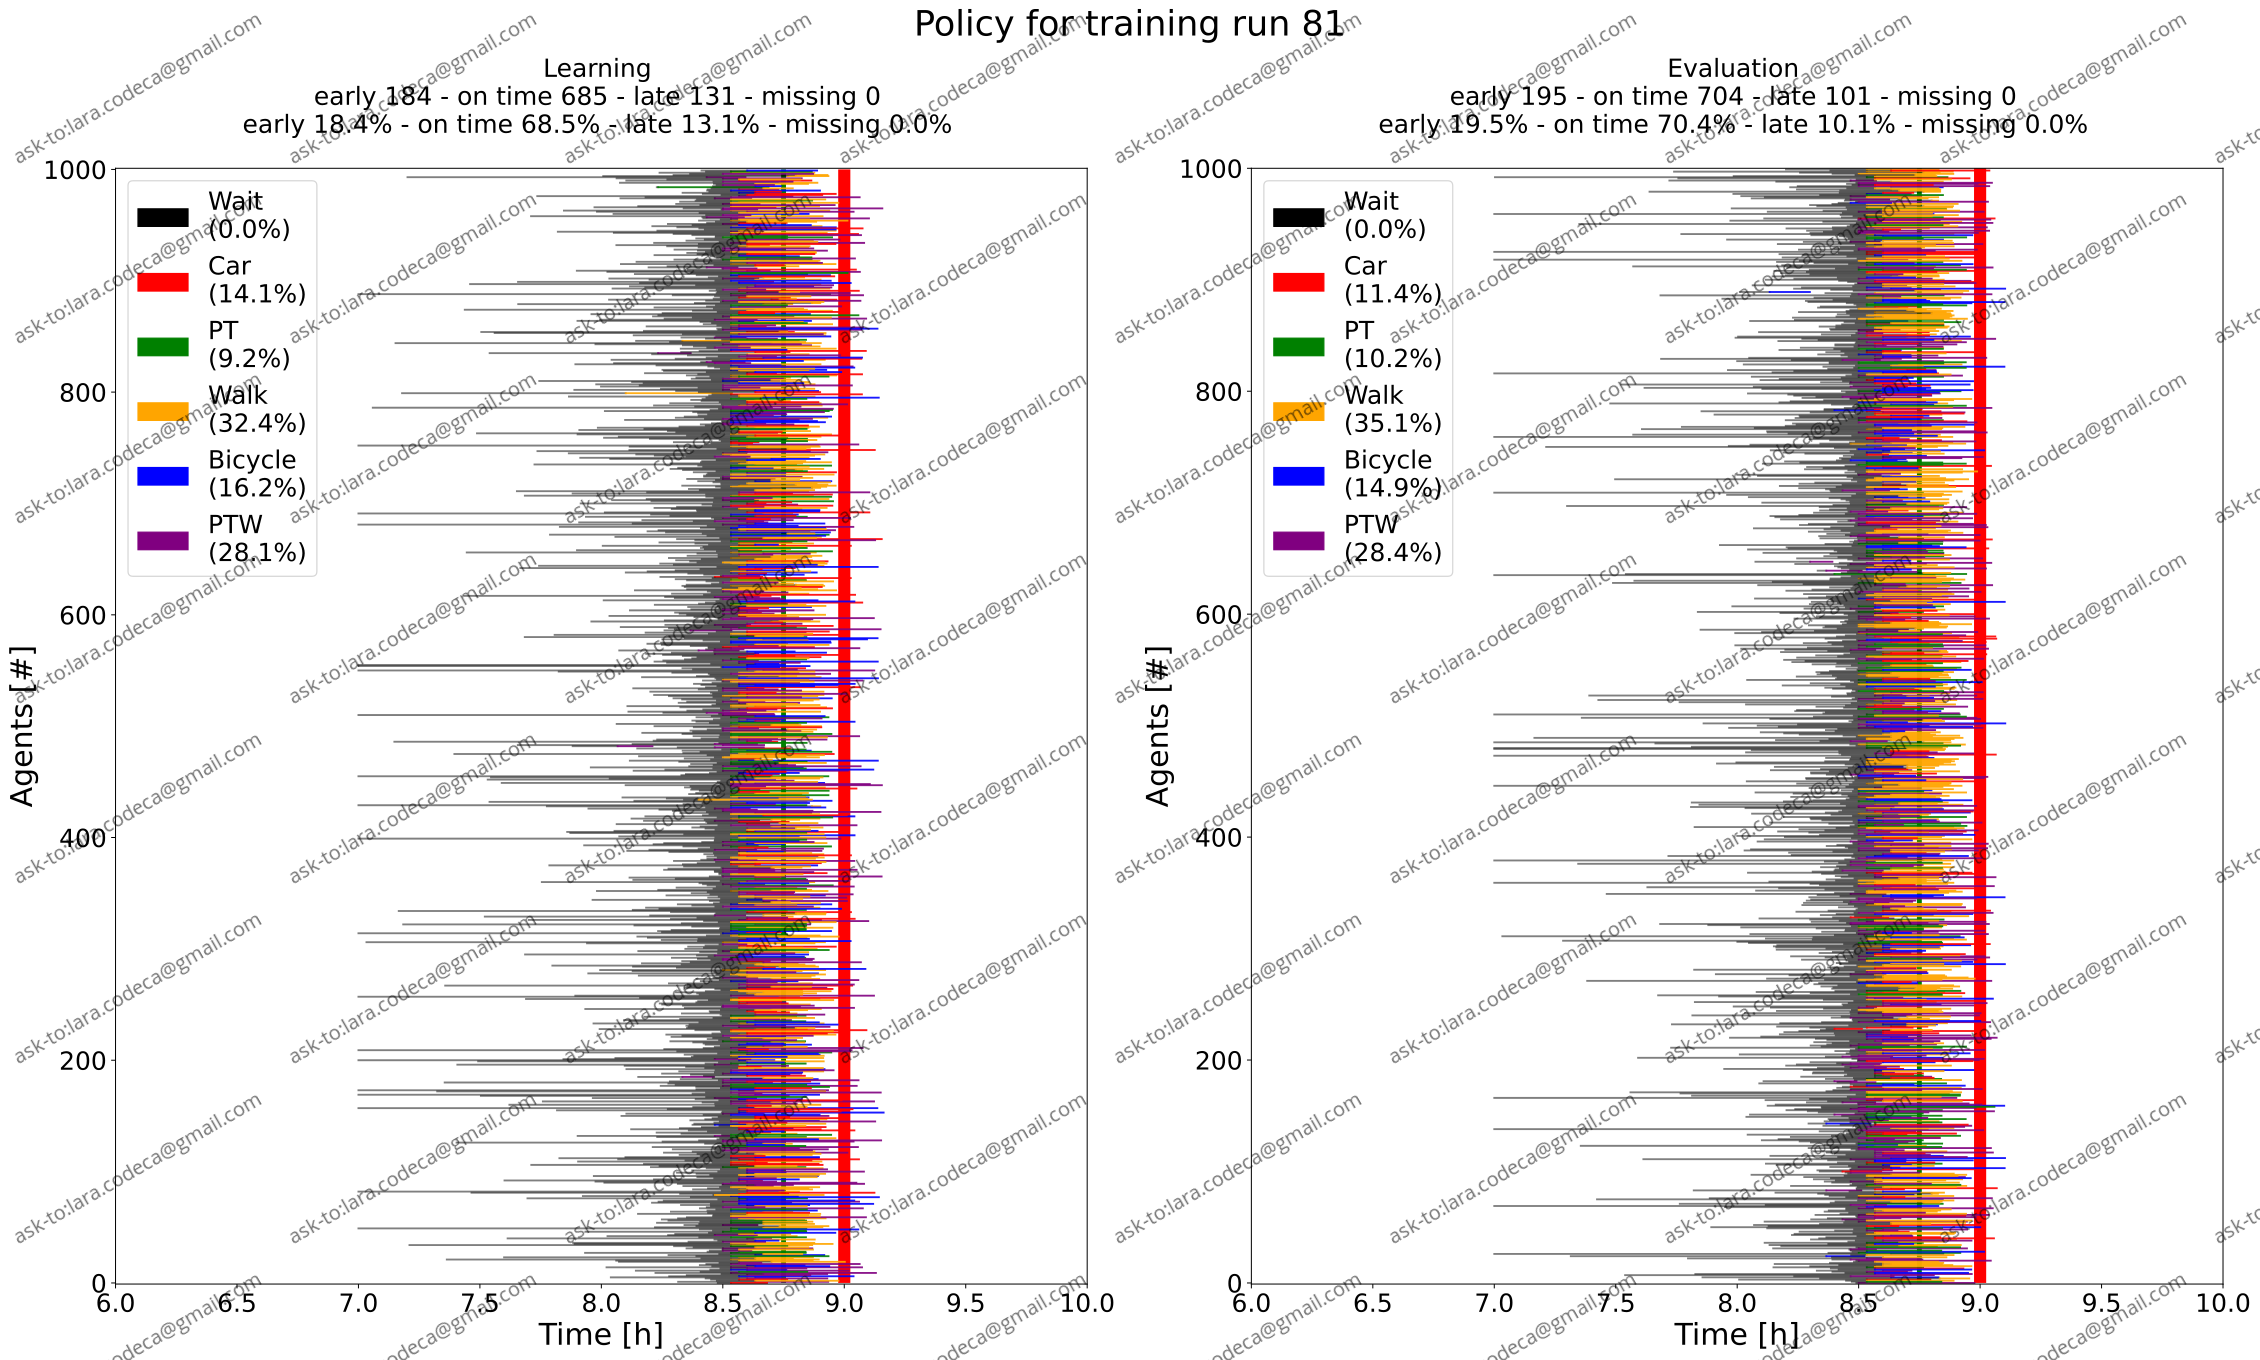 Policy for training run 81
Learning
early 184 - on time 685 - late 131 - missing 0
early 18.4% - on time 68.5% - late 13.1% - missing 0.0%
1000
800
600
400
200
0
Agents [#]
Wait
(0.0%)
Car
(14.1%)
PT
(9.2%)
Walk
(32.4%)
Bicycle
(16.2%)
PTW
(28.1%)
6.0 6.5 7.0 7.5 8.0 8.5 9.0 9.5 10.0
Time [h]
Evaluation
early 195 - on time 704 - late 101 - missing 0
early 19.5% - on time 70.4% - late 10.1% - missing 0.0%
1000
800
600
400
200
0
Agents [#]
Wait
(0.0%)
Car
(11.4%)
PT
(10.2%)
Walk
(35.1%)
Bicycle
(14.9%)
PTW
(28.4%)
6.0 6.5 7.0 7.5 8.0 8.5 9.0 9.5 10.0
Time [h]
ask-to:lara.codeca@gmail.com